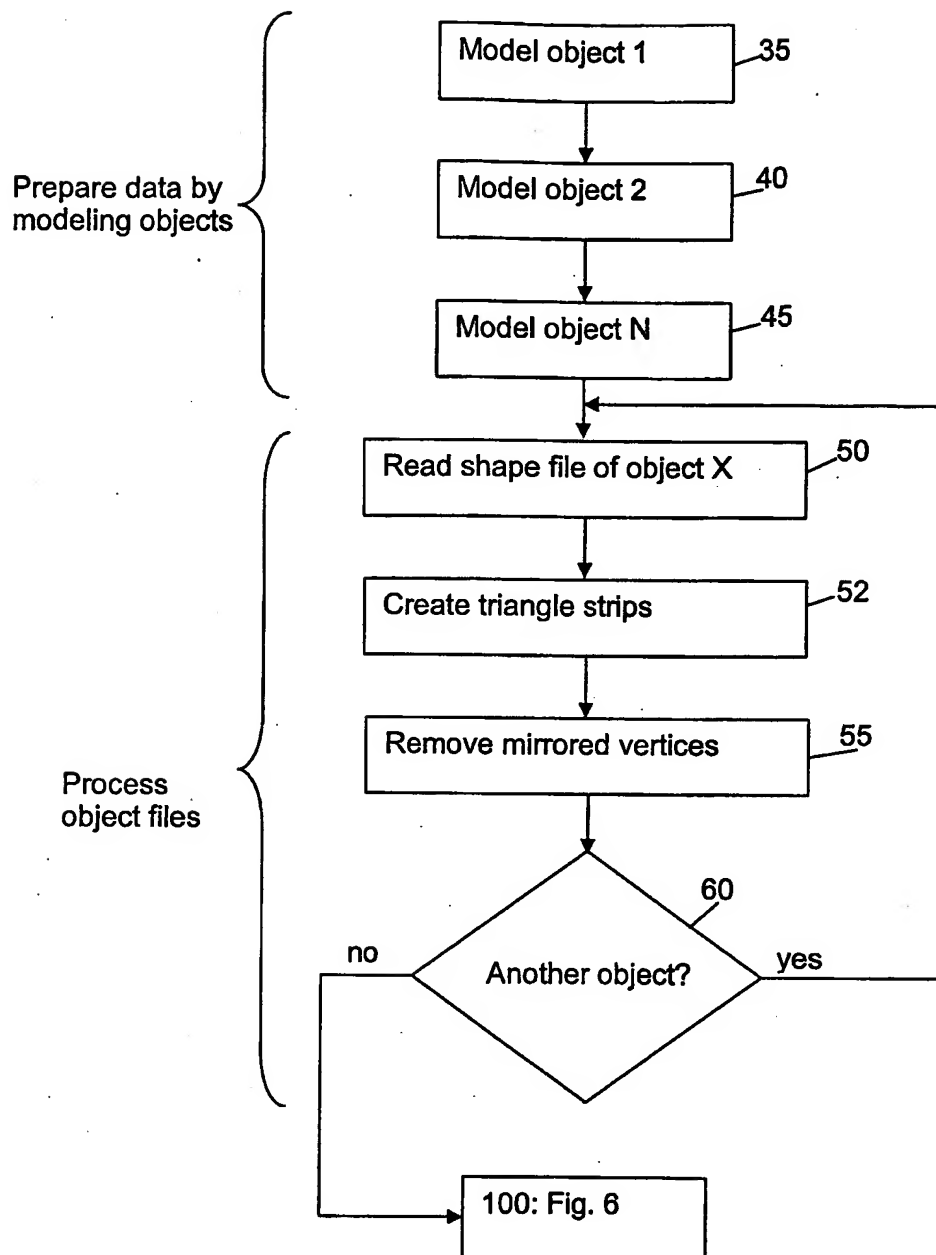 Model object 1
35
Prepare data by
modeling objects
Model object 2
40
Model object N
45
Read shape file of object X
50
Create triangle strips
52
Remove mirrored vertices
55
Process
object files
60
no
Another object?
yes
100: Fig. 6